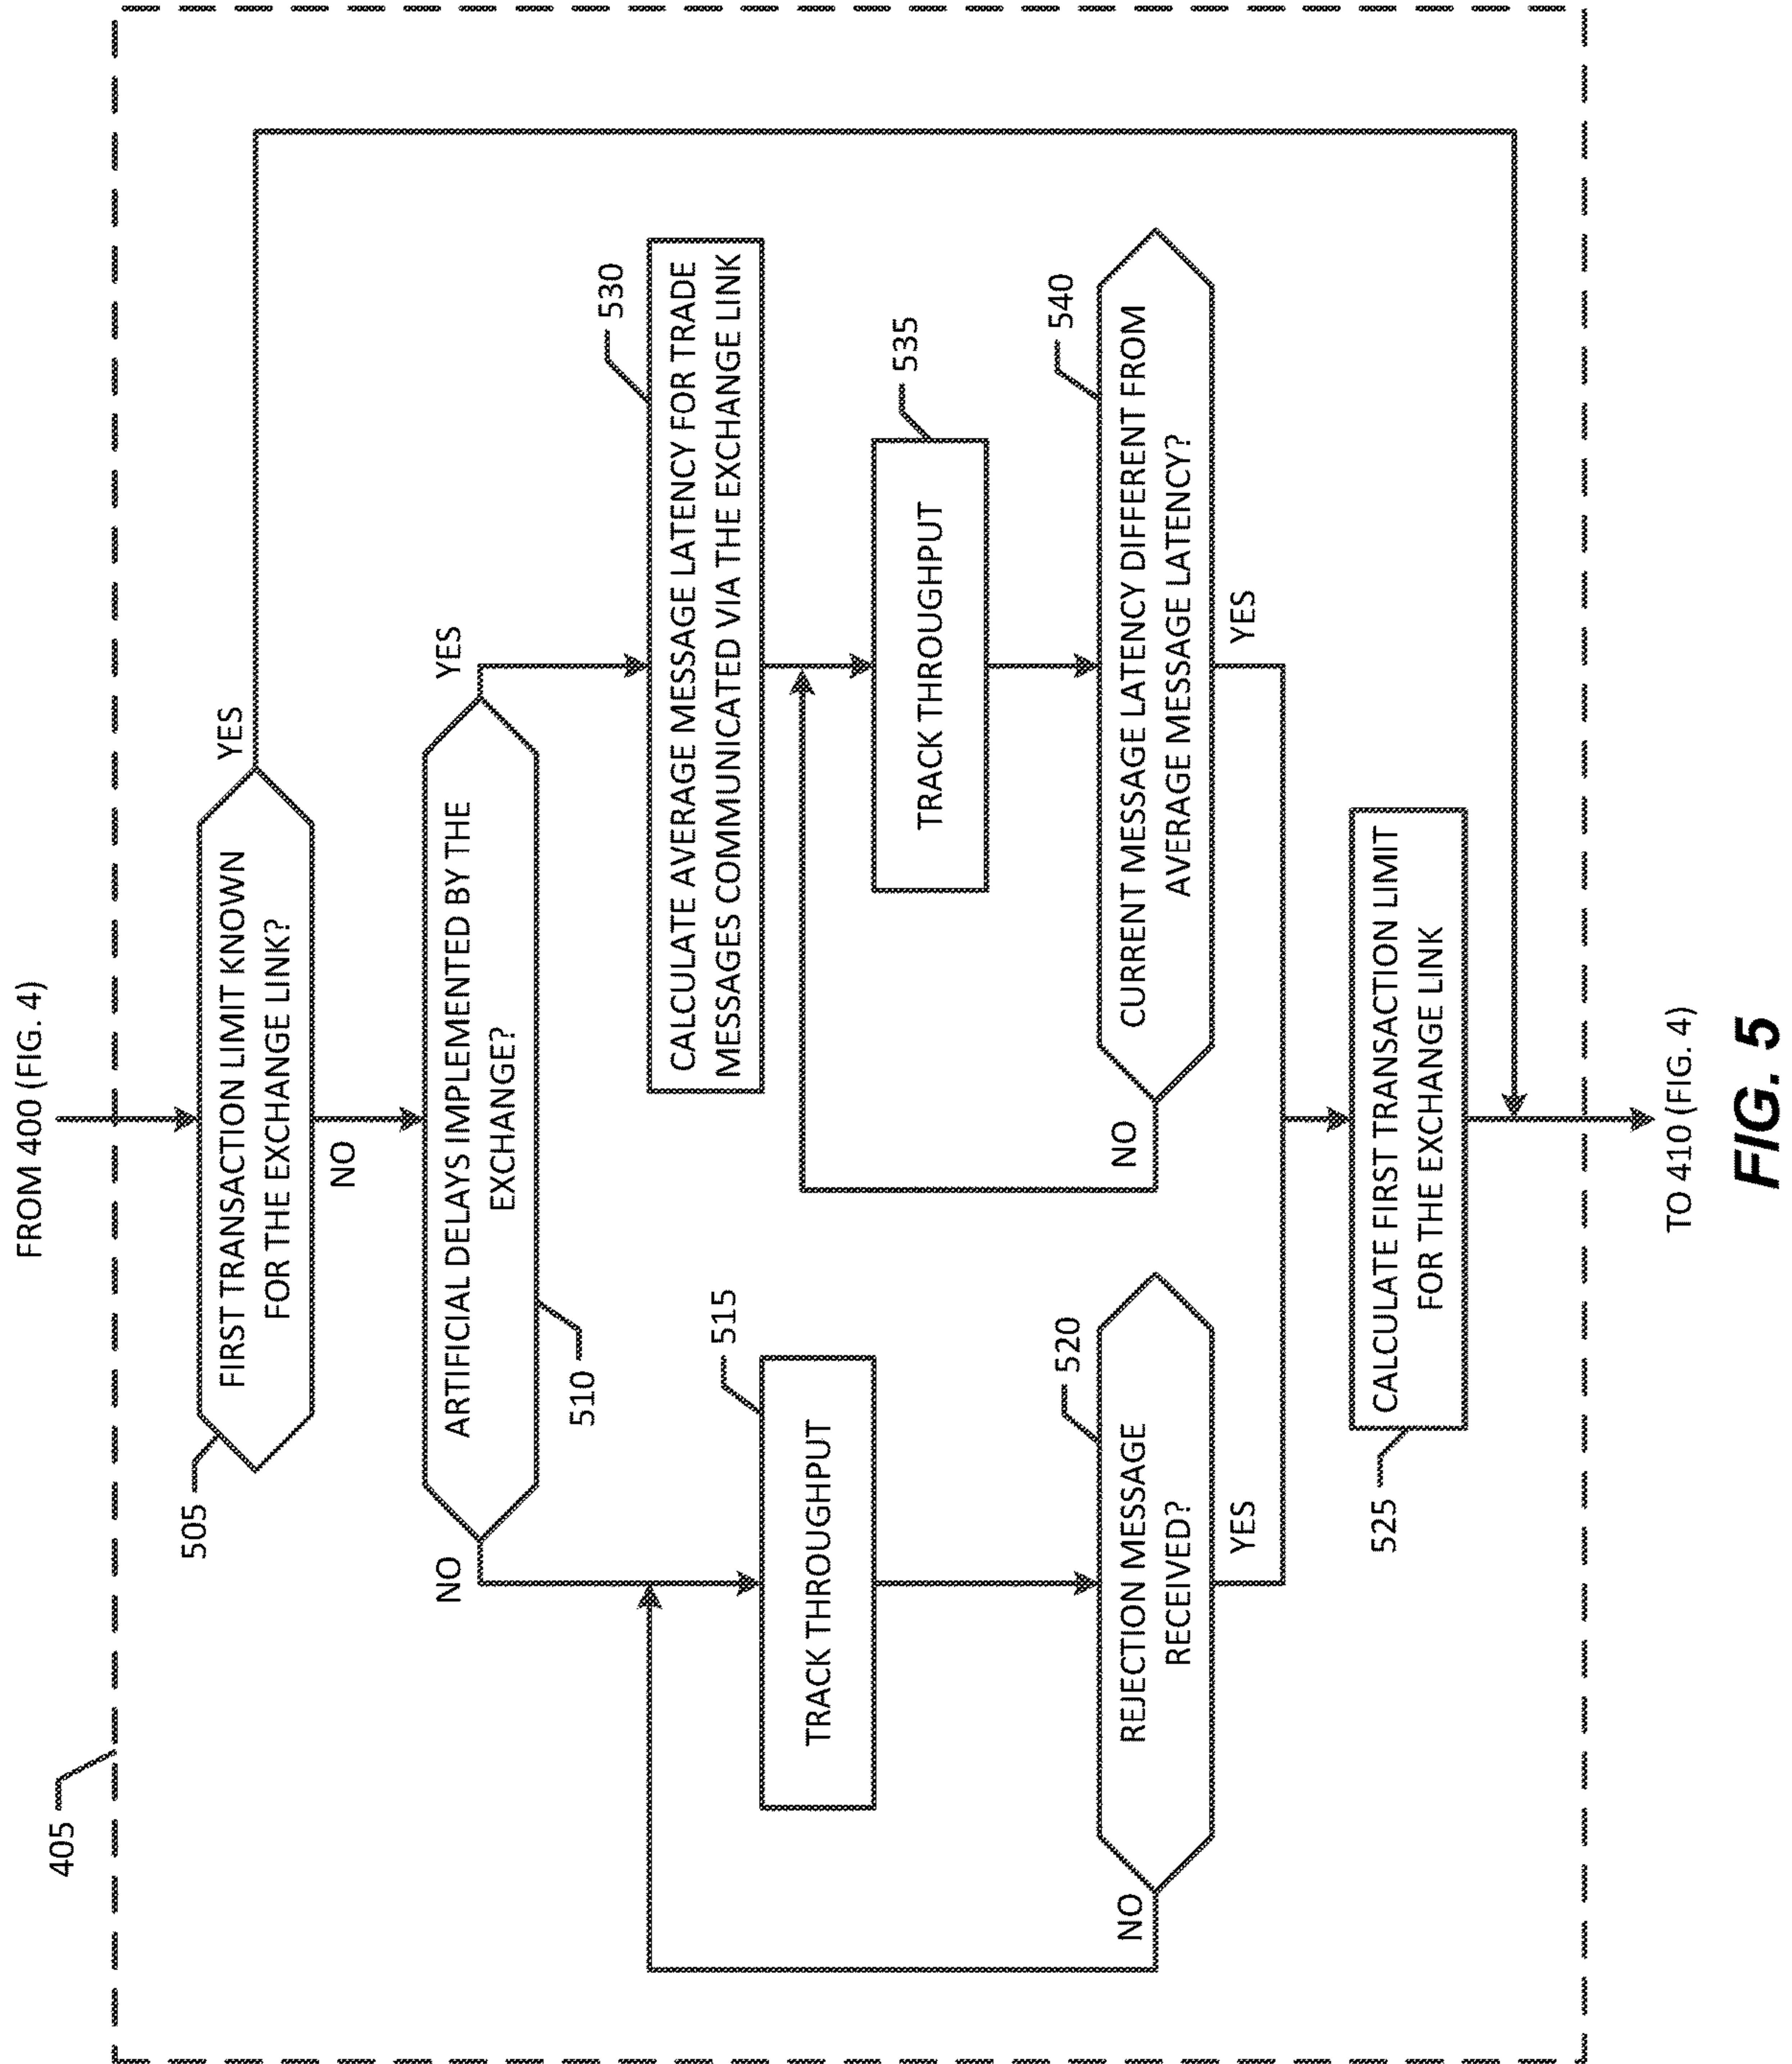 FROM 400 (FIG. 4)
405
505
FIRST TRANSACTION LIMIT KNOWN
FOR THE EXCHANGE LINK?
YES
NO
ARTIFICIAL DELAYS IMPLEMENTED BY THE
EXCHANGE?
510
NO
YES
515
TRACK THROUGHPUT
520
REJECTION MESSAGE
RECEIVED?
NO
YES
530
CALCULATE AVERAGE MESSAGE LATENCY FOR TRADE
MESSAGES COMMUNICATED VIA THE EXCHANGE LINK
535
TRACK THROUGHPUT
540
CURRENT MESSAGE LATENCY DIFFERENT FROM
AVERAGE MESSAGE LATENCY?
NO
YES
525
CALCULATE FIRST TRANSACTION LIMIT
FOR THE EXCHANGE LINK
TO 410 (FIG. 4)
FIG. 5